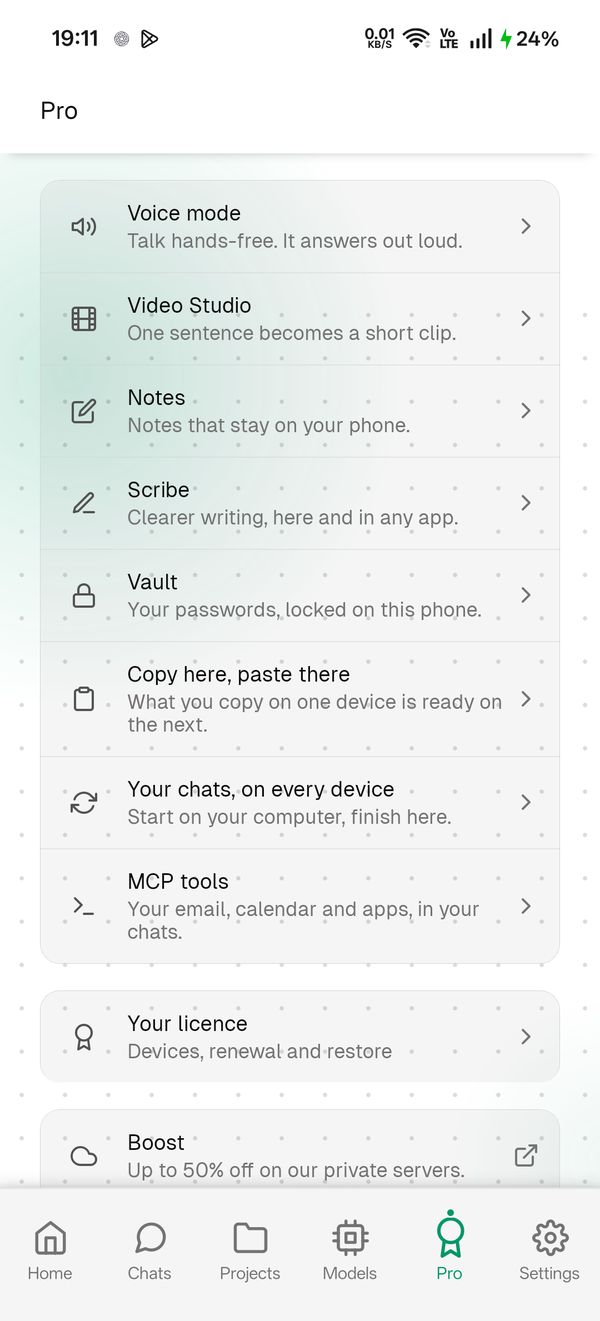 19:11
0.01 KB/S
Vo LTE
24%
Pro
Voice mode
Talk hands-free. It answers out loud.
Video Studio
One sentence becomes a short clip.
Notes
Notes that stay on your phone.
Scribe
Clearer writing, here and in any app.
Vault
Your passwords, locked on this phone.
Copy here, paste there
What you copy on one device is ready on
the next.
Your chats, on every device
Start on your computer, finish here.
MCP tools
Your email, calendar and apps, in your
chats.
Your licence
Devices, renewal and restore
Boost
Up to 50% off on our private servers.
Home
Chats
Projects
Models
Pro
Settings